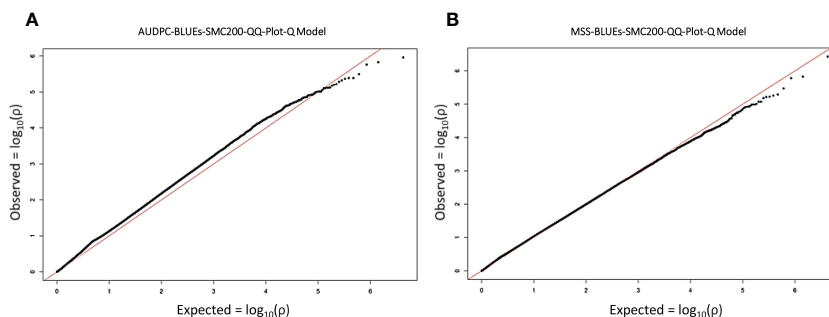 A
AUDPC-BLUEs-SMC200-QQ-Plot-Q Model
Observed = log10(ρ)
6
5
4
3
2
1
0
0 1 2 3 4 5 6
Expected = log10(ρ)
B
MSS-BLUEs-SMC200-QQ-Plot-Q Model
Observed = log10(ρ)
6
5
4
3
2
1
0
0 1 2 3 4 5 6
Expected = log10(ρ)